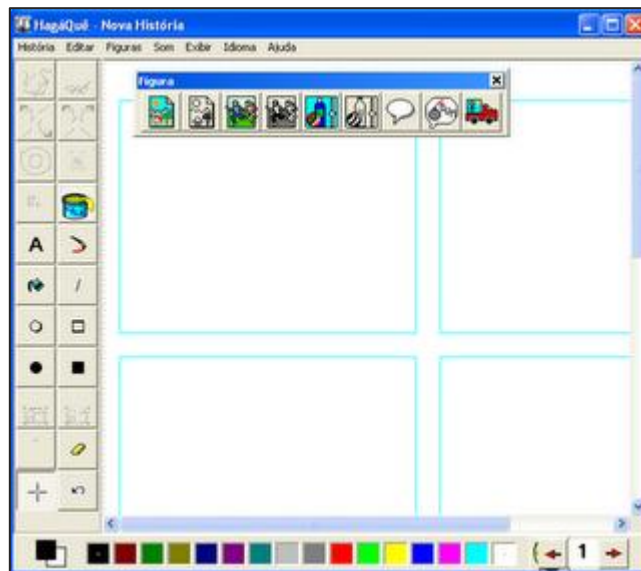 HagáQuê - Nova História
História Editar Figuras Som Exibir Idioma Ajuda
Figura
A
1